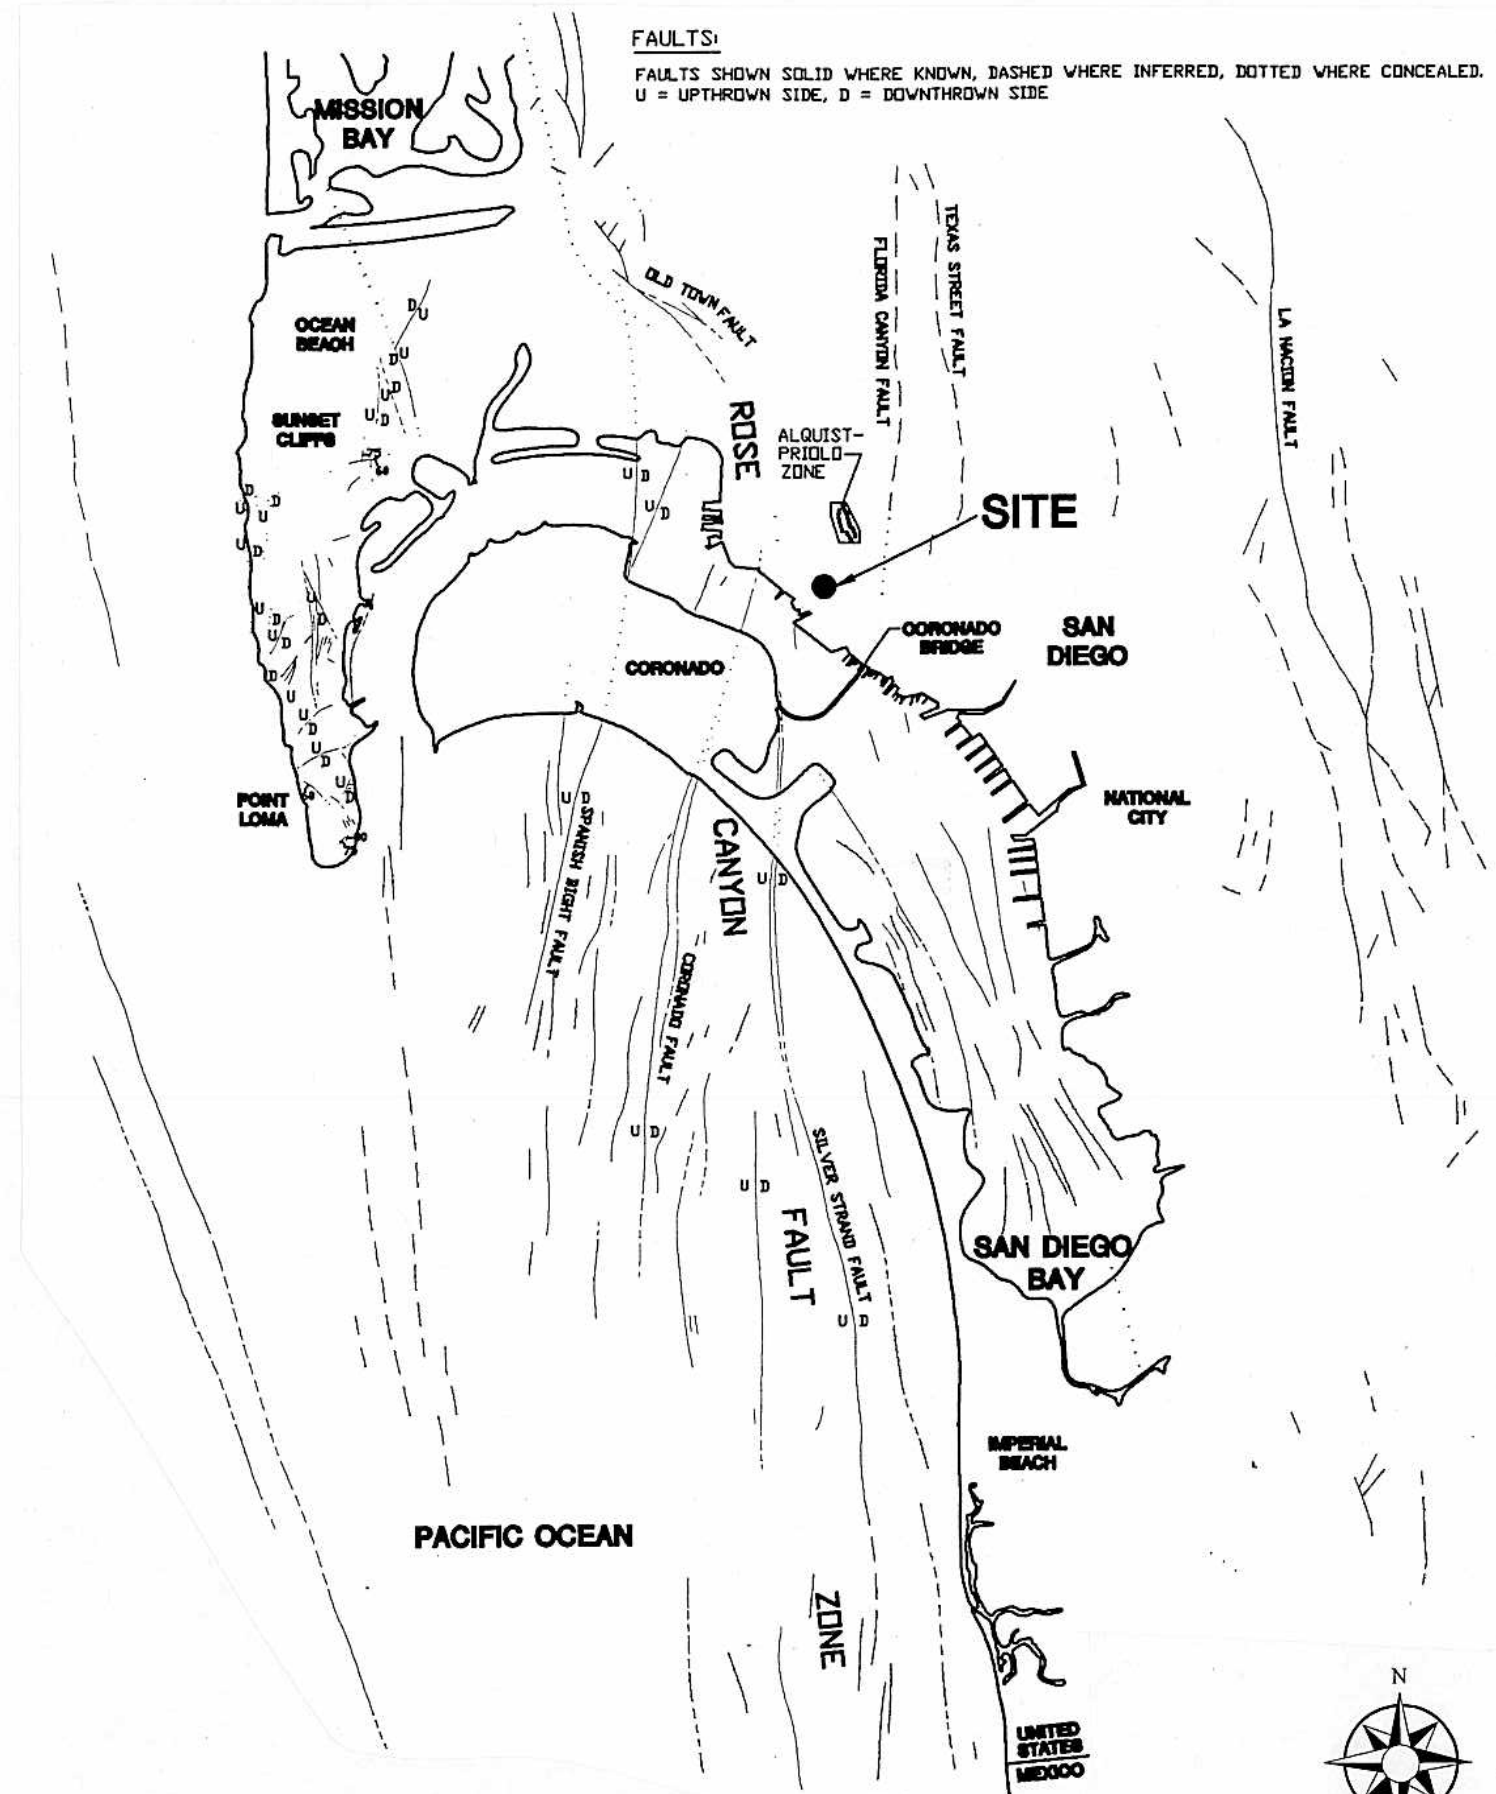 FAULTS:
FAULTS SHOWN SOLID WHERE KNOWN, DASHED WHERE INFERRED, DOTTED WHERE CONCEALED.
U = UPTHROWN SIDE, D = DOWNTHROWN SIDE
MISSION
BAY
OLD TOWN FAULT
FLORIDA CANYON FAULT
TEXAS STREET FAULT
LA NACION FAULT
D
U
OCEAN
BEACH
D U
U D
U D
SUNSET
CLIFFS
ROSE
ALQUIST-
PRIOLO
ZONE
SITE
U D
U D
D
D
U
U
U D
U
D
U
D
U
D
D
U
U
D
U
D
U
D
CORONADO
BRIDGE
SAN
DIEGO
CORONADO
POINT
LOMA
NATIONAL
CITY
U D
SPANISH BIGHT FAULT
CANYON
U D
CORONADO FAULT
U D
SILVER STRAND FAULT
U D
FAULT
SAN DIEGO
BAY
U D
IMPERIAL
BEACH
PACIFIC OCEAN
ZONE
N
UNITED
STATES
MEXICO